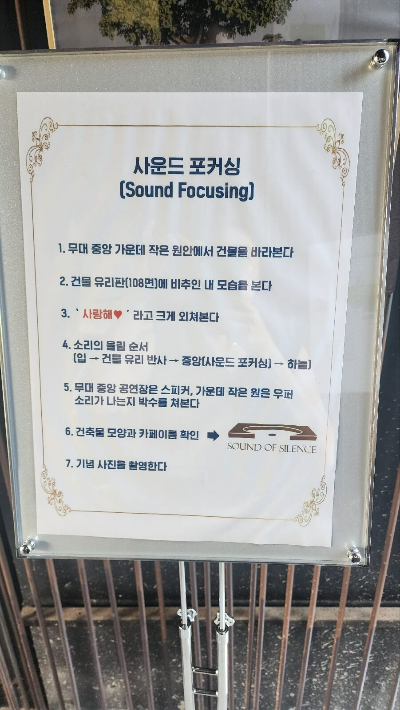 사운드 포커싱
(Sound Focusing)
1. 무대 중앙 가운데 작은 원안에서 건물을 바라본다
2. 건물 유리판(108면)에 비추인 내 모습을 본다
3. ' 사랑해♥ ' 라고 크게 외쳐본다
4. 소리의 울림 순서
(입 → 건물 유리 반사 → 중앙(사운드 포커싱) → 하늘)
5. 무대 중앙 공연장은 스피커, 가운데 작은 원은 우퍼
소리가 나는지 박수를 쳐본다
6. 건축물 모양과 카페이름 확인 ➡
SOUND OF SILENCE
7. 기념 사진을 촬영한다